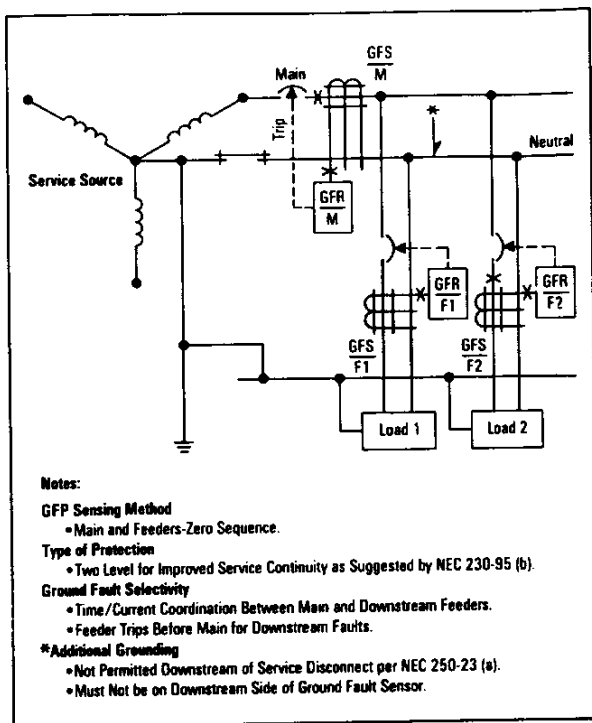 GFS
M
Main
*
Trip
Neutral
Service Source
GFR
M
GFR
F1
GFR
F2
GFS
F1
GFS
F2
Load 1
Load 2
Notes:
GFP Sensing Method
•Main and Feeders-Zero Sequence.
Type of Protection
•Two Level for Improved Service Continuity as Suggested by NEC 230-95 (b).
Ground Fault Selectivity
•Time/Current Coordination Between Main and Downstream Feeders.
•Feeder Trips Before Main for Downstream Faults.
*Additional Grounding
•Not Permitted Downstream of Service Disconnect per NEC 250-23 (a).
•Must Not be on Downstream Side of Ground Fault Sensor.